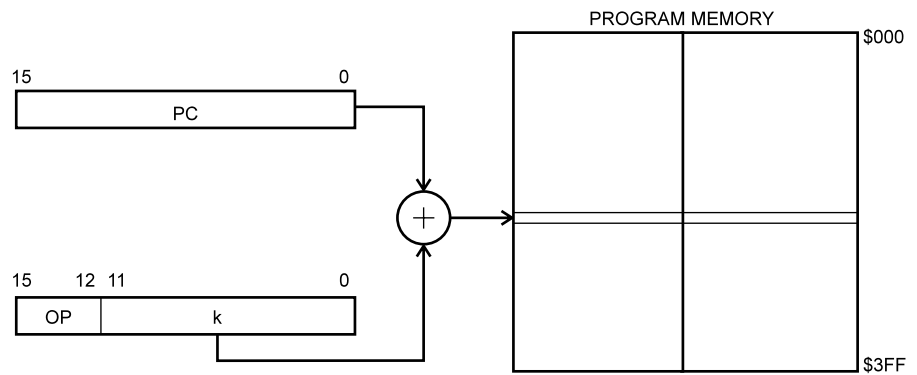 PROGRAM MEMORY
$000
15 0
PC
+
15 12 11 0
OP k
$3FF